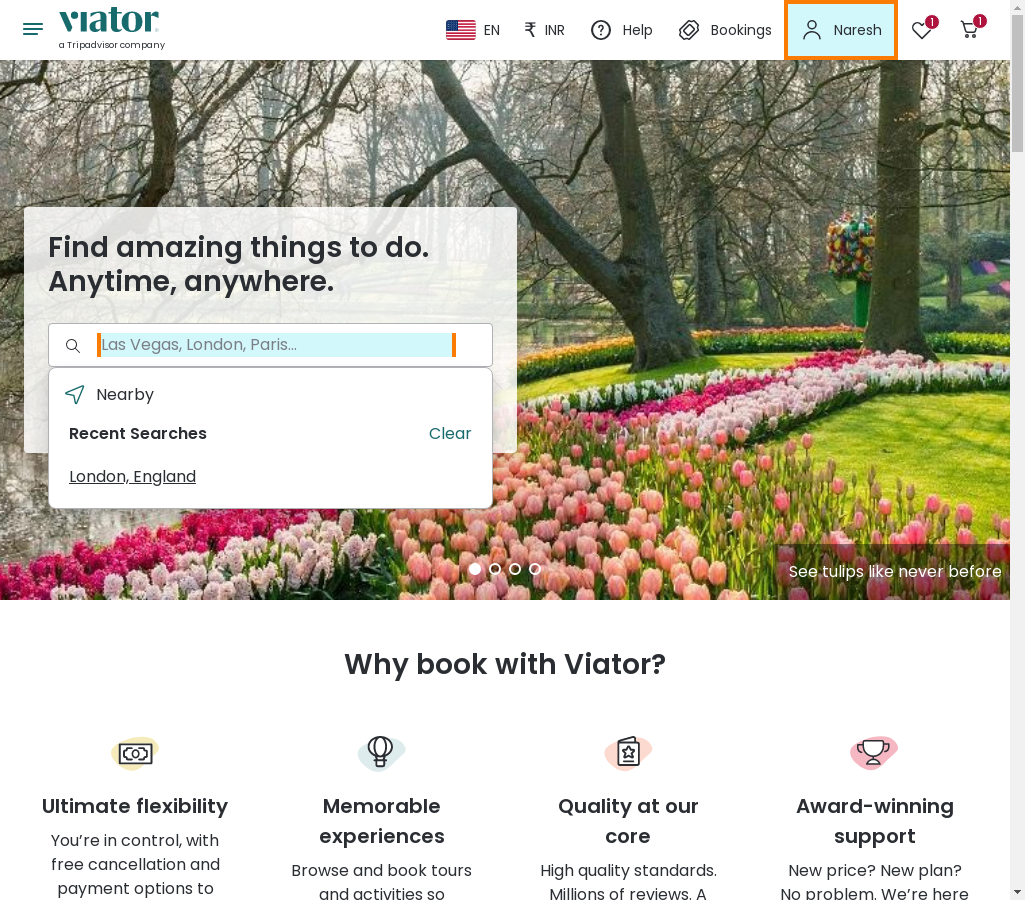 viator
a Tripadvisor company
EN
₹ INR
Help
Bookings
Naresh
1
1
Find amazing things to do.
Anytime, anywhere.
Las Vegas, London, Paris...
Nearby
Recent Searches
Clear
London, England
See tulips like never before
Why book with Viator?
Ultimate flexibility
You’re in control, with
free cancellation and
payment options to
Memorable
experiences
Browse and book tours
and activities so
Quality at our
core
High quality standards.
Millions of reviews. A
Award-winning
support
New price? New plan?
No problem. We’re here